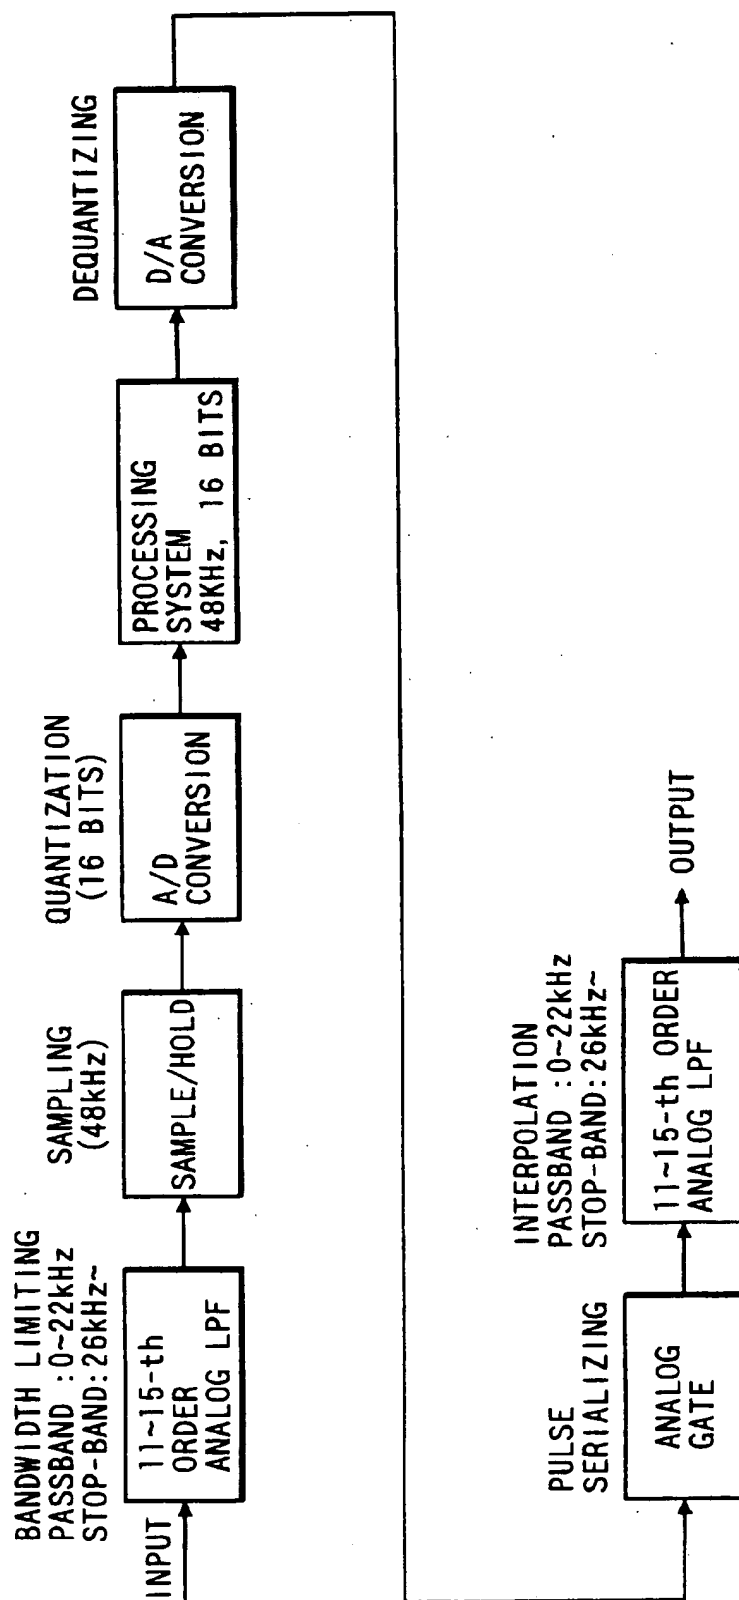 INPUT
BANDWIDTH LIMITING
PASSBAND :0~22kHz
STOP-BAND:26kHz~
11~15-th
ORDER
ANALOG LPF
SAMPLING
(48kHz)
SAMPLE/HOLD
QUANTIZATION
(16 BITS)
A/D
CONVERSION
PROCESSING
SYSTEM
48KHz, 16 BITS
DEQUANTIZING
D/A
CONVERSION
PULSE
SERIALIZING
ANALOG
GATE
INTERPOLATION
PASSBAND :0~22kHz
STOP-BAND:26kHz~
11~15-th ORDER
ANALOG LPF
OUTPUT